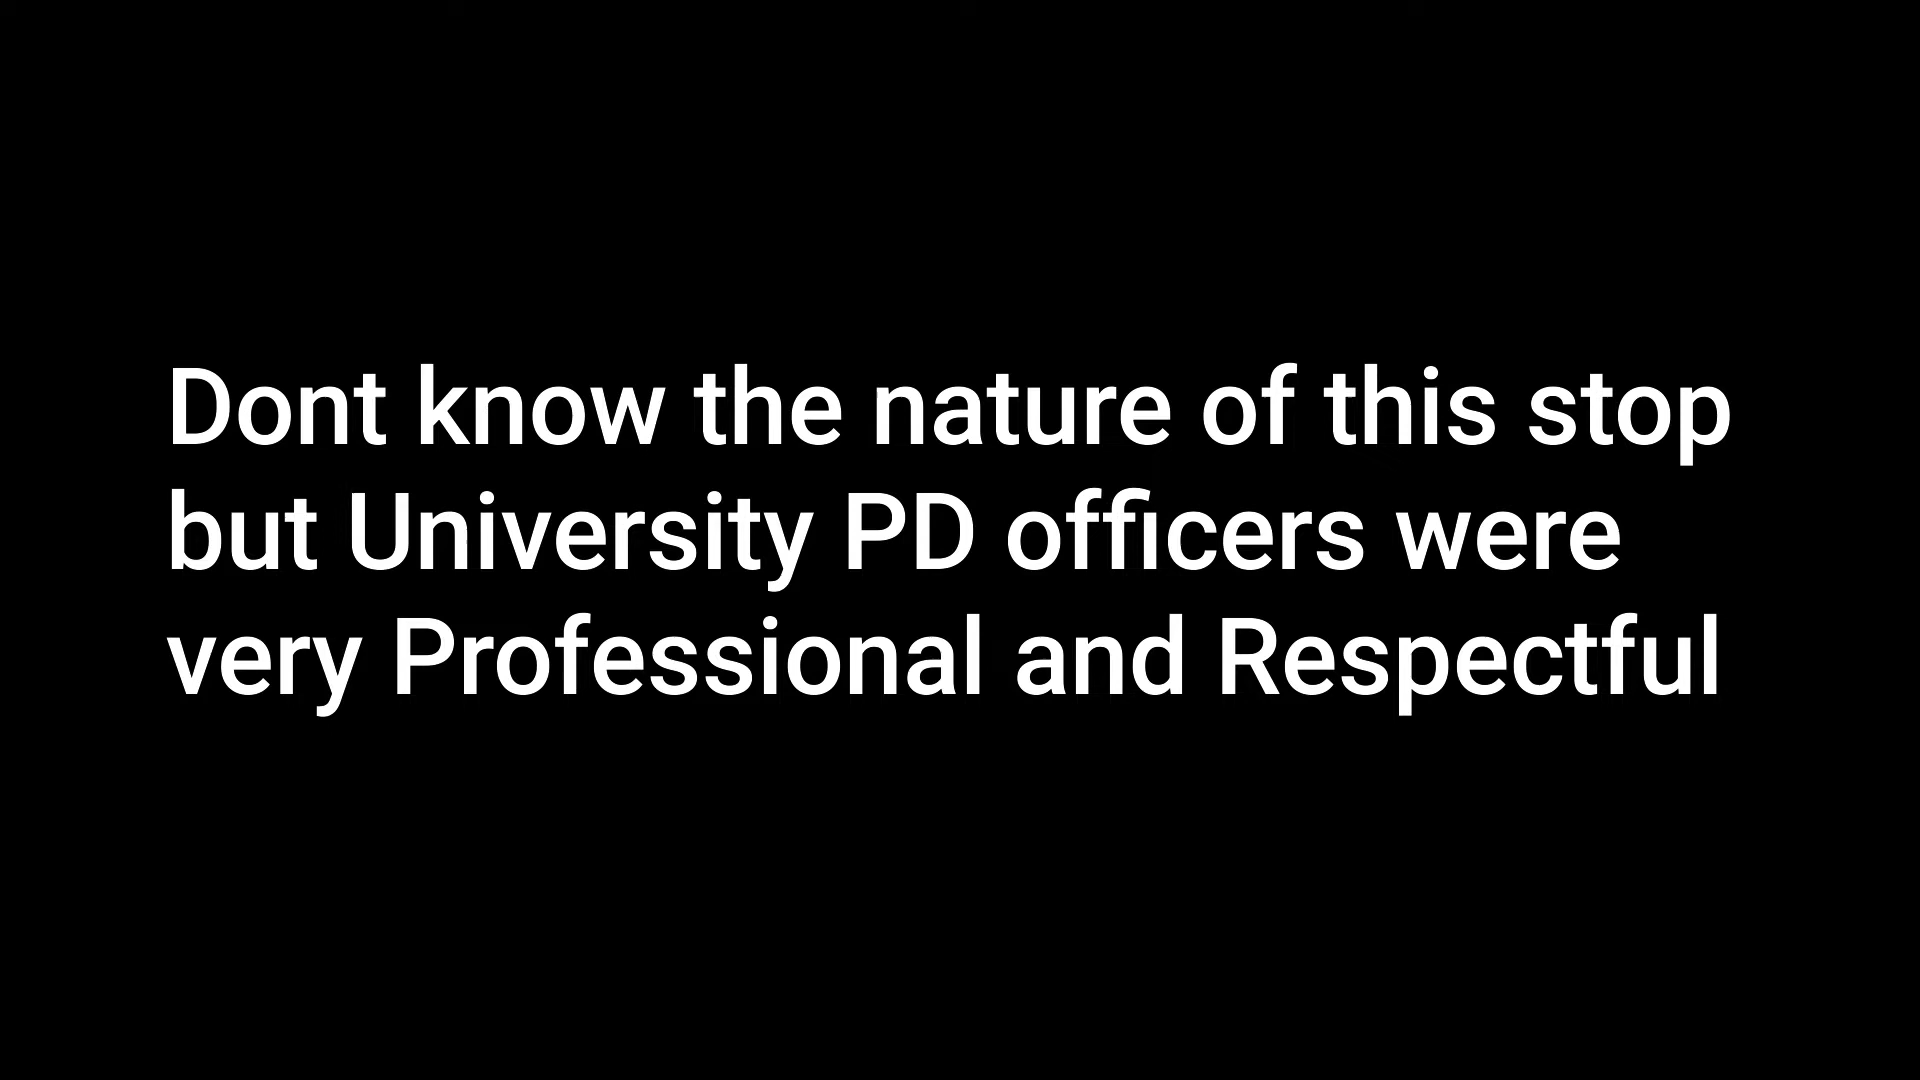 Dont know the nature of this stop
but University PD officers were
very Professional and Respectful